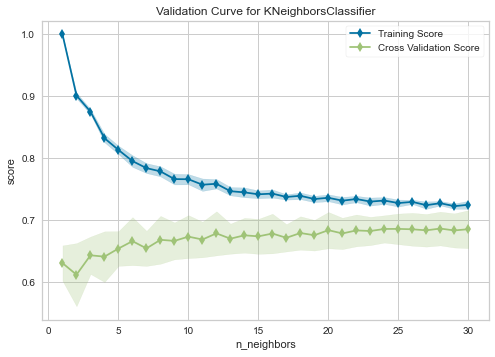 Validation Curve for KNeighborsClassifier
Training Score
Cross Validation Score
1.0
0.9
0.8
0.7
0.6
score
0 5 10 15 20 25 30
n_neighbors